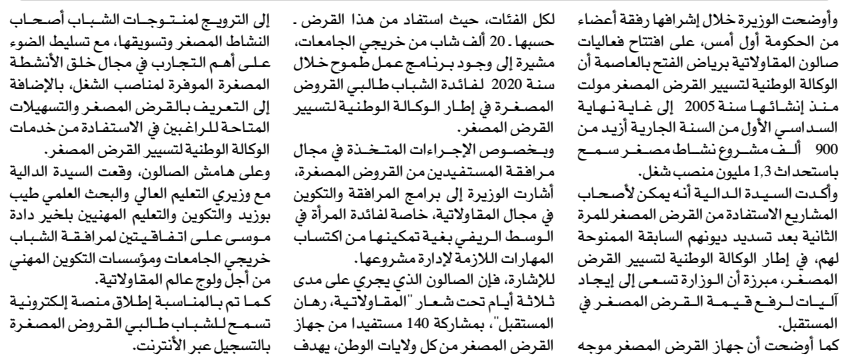 وأوضحت الوزيرة خلال إشرافها رفقة أعضاء
من الحكومة أول أمس، على افتتاح فعاليات
صالون المقاولاتية برياض الفتح بالعاصمة أن
الوكالة الوطنية لتسيير القرض المصغر مولت
منذ إنشائها سنة 2005 إلى غاية نهاية
السداسي الأول من السنة الجارية أزيد من
900 ألف مشروع نشاط مصغر سمح
باستحداث 1,3 مليون منصب شغل.
وأكدت السيدة الدالية أنه يمكن لأصحاب
المشاريع الاستفادة من القرض المصغر للمرة
الثانية بعد تسديد ديونهم السابقة الممنوحة
لهم، في إطار الوكالة الوطنية لتسيير القرض
المصغر، مبرزة أن الوزارة تسعى إلى إيجاد
آليات لرفع قيمة القرض المصغر في
المستقبل.
كما أوضحت أن جهاز القرض المصغر موجه
لكل الفئات، حيث استفاد من هذا القرض ـ
حسبها ـ 20 ألف شاب من خريجي الجامعات،
مشيرة إلى وجود برنامج عمل طموح خلال
سنة 2020 لفائدة الشباب طالبي القروض
المصغرة في إطار الوكالة الوطنية لتسيير
القرض المصغر.
وبخصوص الإجراءات المتخذة في مجال
مرافقة المستفيدين من القروض المصغرة،
أشارت الوزيرة إلى برامج المرافقة والتكوين
في مجال المقاولاتية، خاصة لفائدة المرأة في
الوسط الريفي بغية تمكينها من اكتساب
المهارات اللازمة لإدارة مشروعها.
للإشارة، فإن الصالون الذي يجري على مدى
ثلاثة أيام تحت شعار "المقاولاتية، رهان
المستقبل"، بمشاركة 140 مستفيدا من جهاز
القرض المصغر من كل ولايات الوطن، يهدف
إلى الترويج لمنتوجات الشباب أصحاب
النشاط المصغر وتسويقها، مع تسليط الضوء
على أهم التجارب في مجال خلق الأنشطة
المصغرة الموفرة لمناصب الشغل، بالإضافة
إلى التعريف بالقرض المصغر والتسهيلات
المتاحة للراغبين في الاستفادة من خدمات
الوكالة الوطنية لتسيير القرض المصغر.
وعلى هامش الصالون، وقعت السيدة الدالية
مع وزيري التعليم العالي والبحث العلمي طيب
بوزيد والتكوين والتعليم المهنيين بلخير دادة
موسى على اتفاقيتين لمرافقة الشباب
خريجي الجامعات ومؤسسات التكوين المهني
من أجل ولوج عالم المقاولاتية.
كما تم بالمناسبة إطلاق منصة إلكترونية
تسمح للشباب طالبي القروض المصغرة
بالتسجيل عبر الأنترنت.